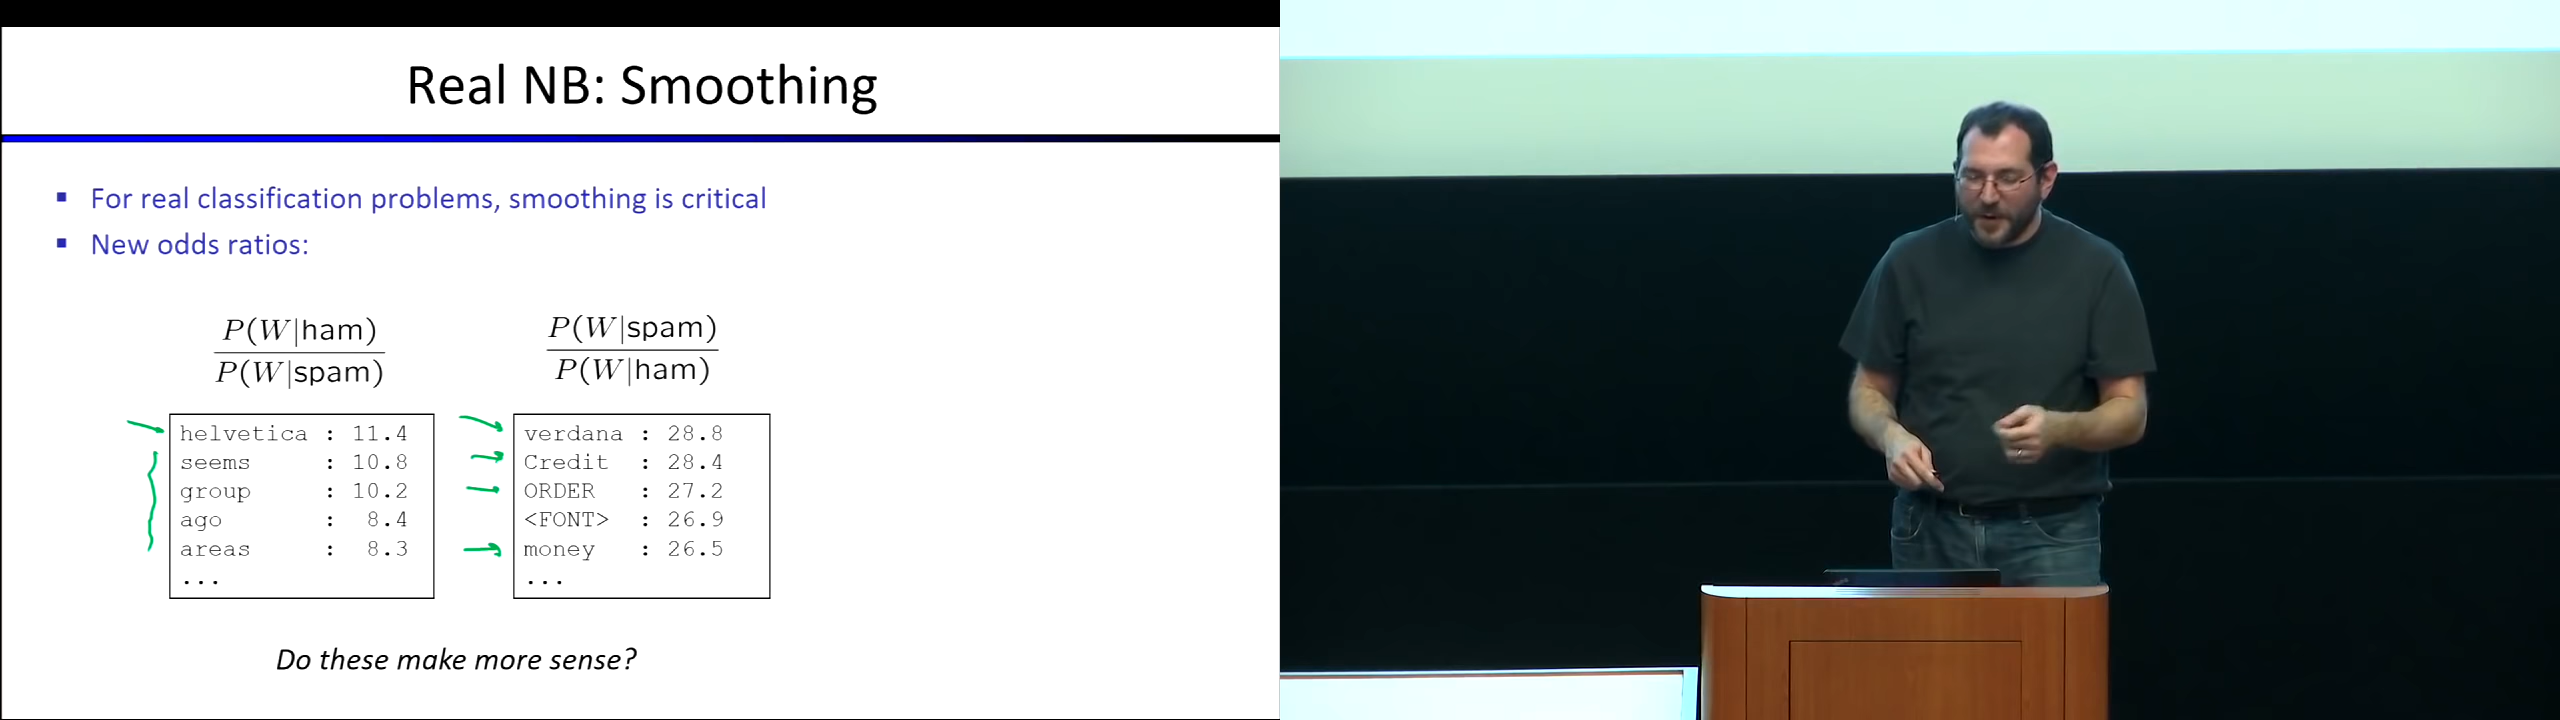 Real NB: Smoothing
▪ For real classification problems, smoothing is critical
▪ New odds ratios:
P(W|ham)
P(W|spam)
P(W|spam)
P(W|ham)
helvetica : 11.4
seems : 10.8
group : 10.2
ago : 8.4
areas : 8.3
...
verdana : 28.8
Credit : 28.4
ORDER : 27.2
<FONT> : 26.9
money : 26.5
...
Do these make more sense?